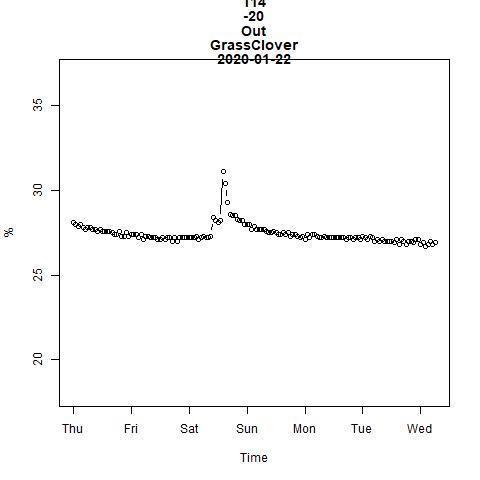 T14
-20
Out
GrassClover
2020-01-22
%
35
30
25
20
Thu Fri Sat Sun Mon Tue Wed
Time